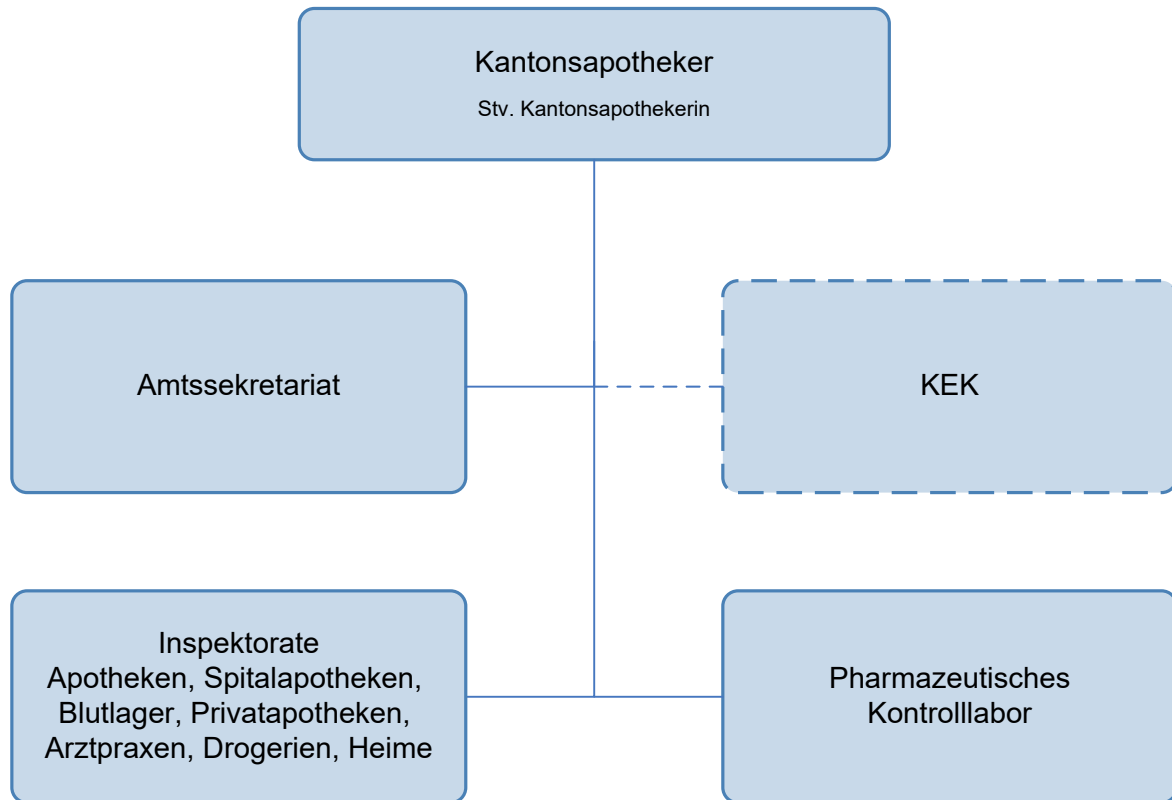 Kantonsapotheker
Stv. Kantonsapothekerin
Amtssekretariat
KEK
Inspektorate
Apotheken, Spitalapotheken,
Blutlager, Privatapotheken,
Arztpraxen, Drogerien, Heime
Pharmazeutisches
Kontrolllabor